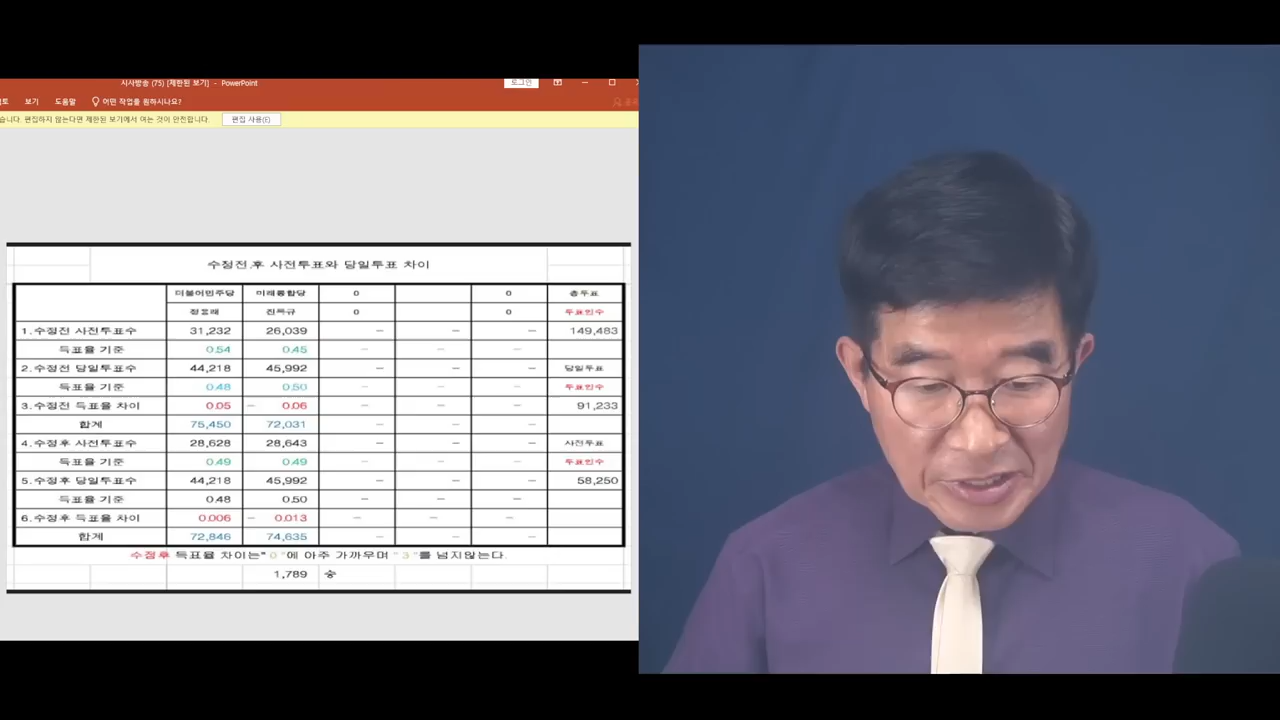 시사방송 (75) [제한된 보기] - PowerPoint 로그인
보기 도움말 어떤 작업을 원하시나요?
습니다. 편집하지 않는다면 제한된 보기에서 여는 것이 안전합니다. 편집 사용(E)
수정전.후 사전투표와 당일투표 차이
더불어민주당 미래통합당 0 0 총투표
정용래 진동규 0 0 투표인수
1.수정전 사전투표수 31,232 26,039 - - - 149,483
득표율 기준 0.54 0.45 - - -
2.수정전 당일투표수 44,218 45,992 - - - 당일투표
득표율 기준 0.48 0.50 - - - 투표인수
3.수정전 득표율 차이 0.05 - 0.06 - - - 91,233
합계 75,450 72,031 - - -
4.수정후 사전투표수 28,628 28,643 - - - 사전투표
득표율 기준 0.49 0.49 - - - 투표인수
5.수정후 당일투표수 44,218 45,992 - - - 58,250
득표율 기준 0.48 0.50 - - -
6.수정후 득표율 차이 0.006 - 0.013 - - -
합계 72,846 74,635 - - -
수정후 득표율 차이는"0"에 아주 가까우며 "3"를 넘지않는다.
1,789 승